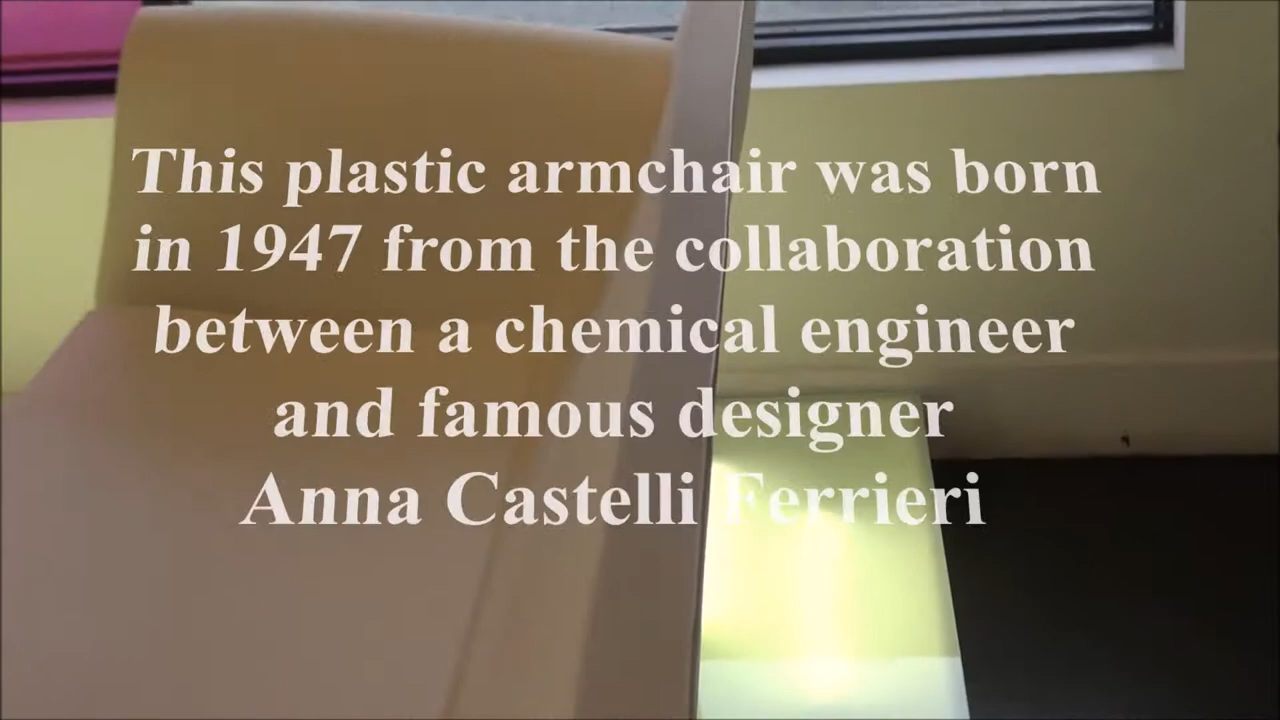 This plastic armchair was born
in 1947 from the collaboration
between a chemical engineer
and famous designer
Anna Castelli Ferrieri